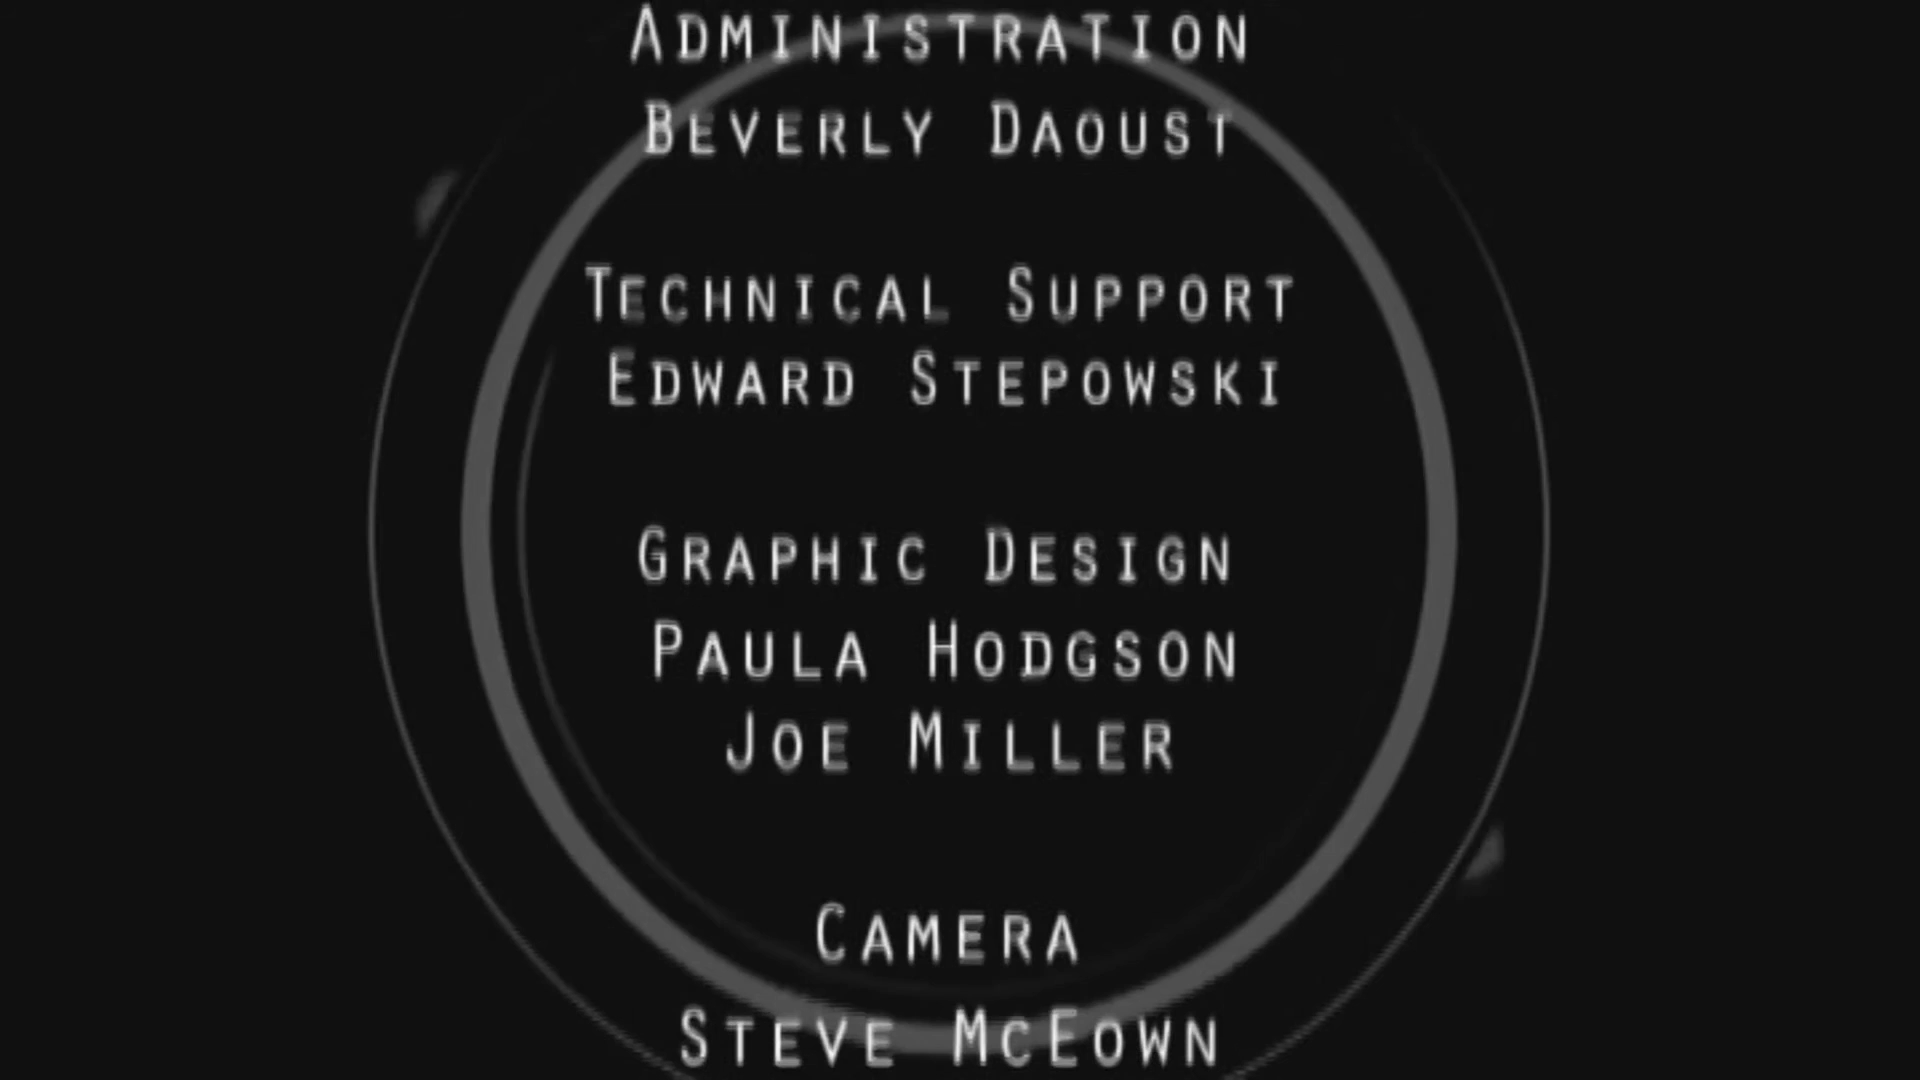 ADMINISTRATION
BEVERLY DAOUST
TECHNICAL SUPPORT
EDWARD STEPOWSKI
GRAPHIC DESIGN
PAULA HODGSON
JOE MILLER
CAMERA
STEVE MCEOWN